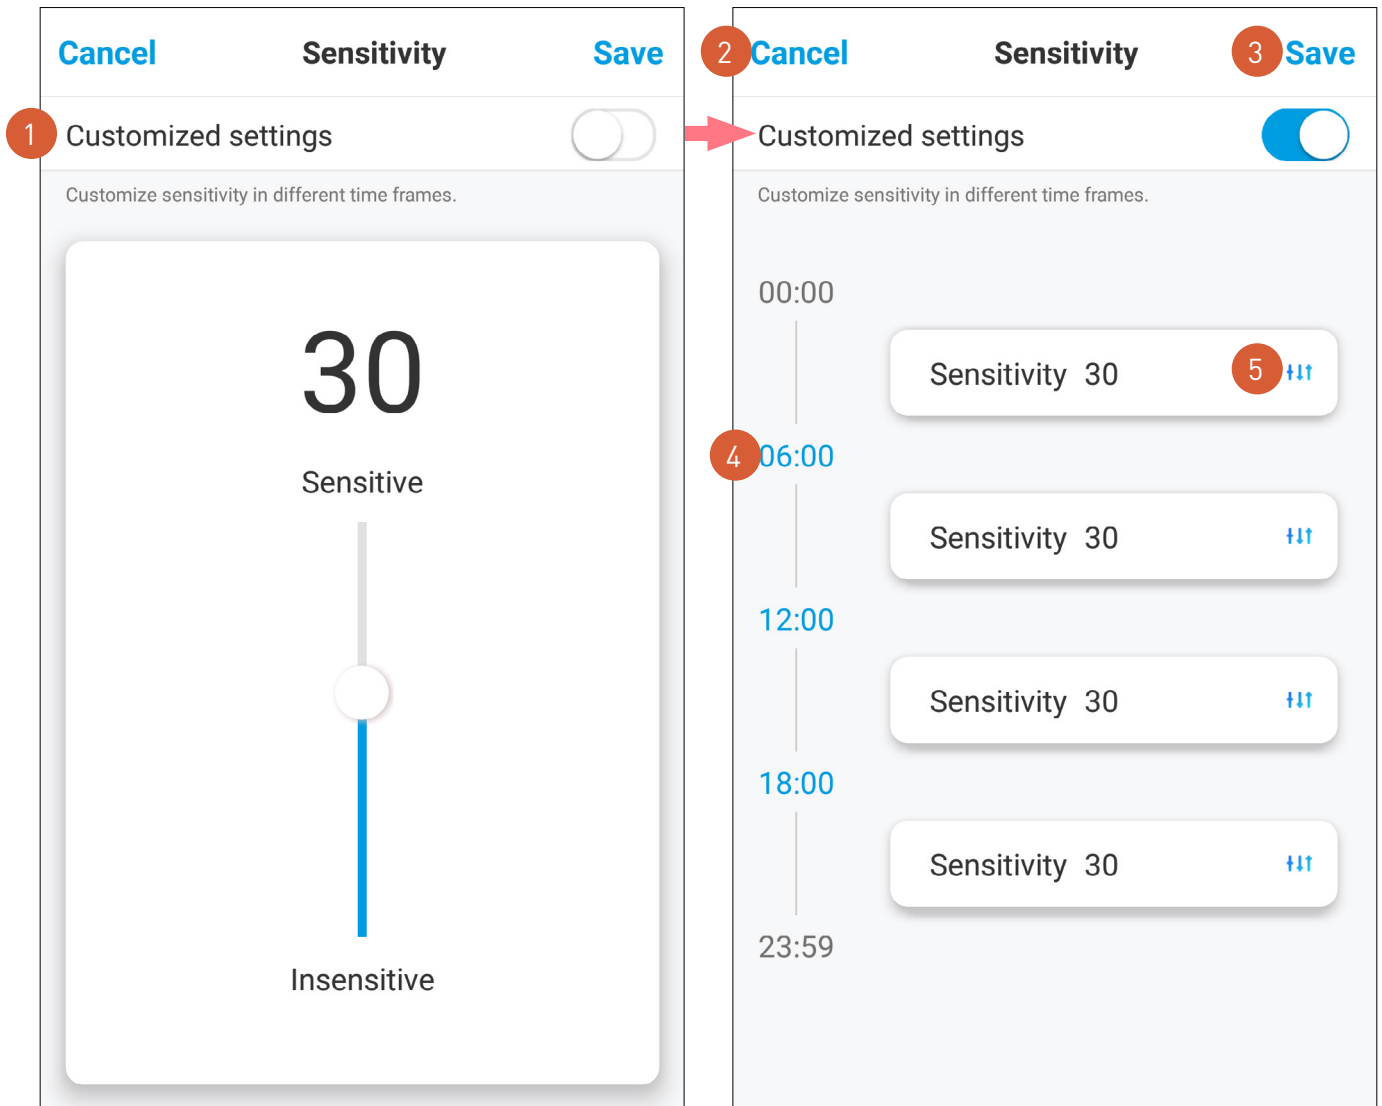 Cancel Sensitivity Save
1 Customized settings
Customize sensitivity in different time frames.
30
Sensitive
Insensitive
2 Cancel Sensitivity 3 Save
Customized settings
Customize sensitivity in different time frames.
00:00
Sensitivity 30 5
4 06:00
Sensitivity 30
12:00
Sensitivity 30
18:00
Sensitivity 30
23:59